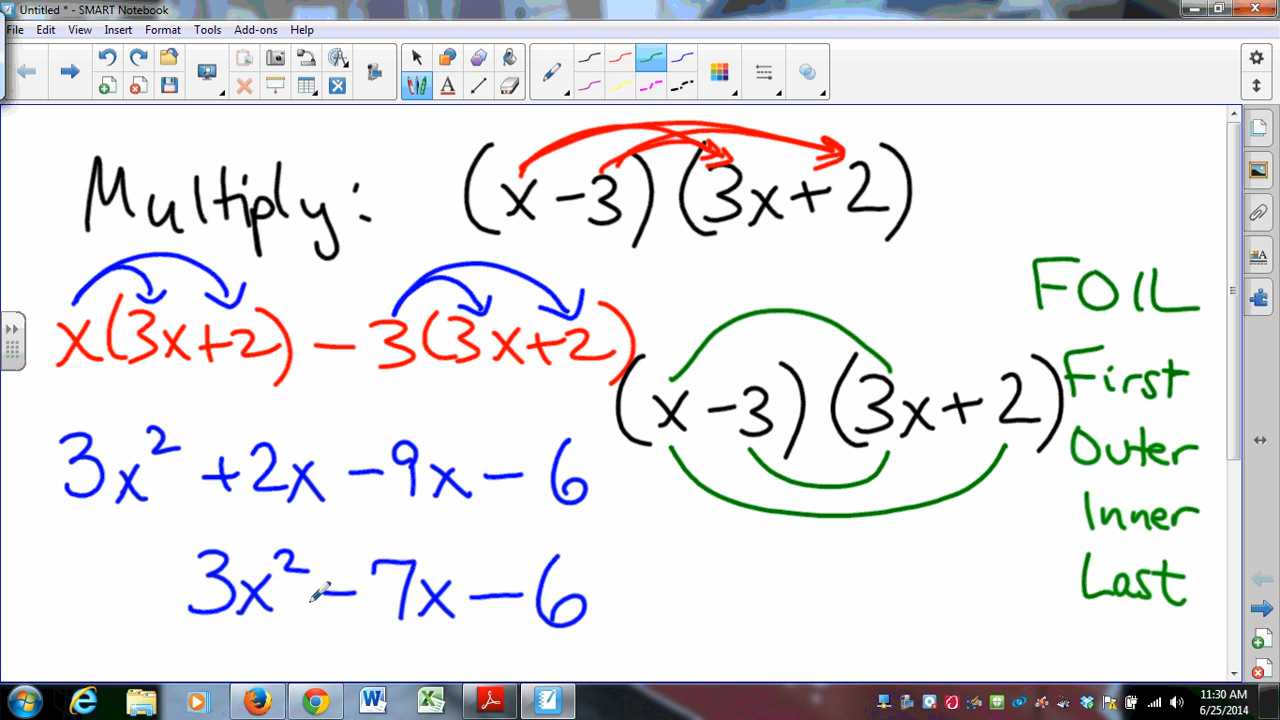 Untitled * - SMART Notebook
File Edit View Insert Format Tools Add-ons Help
Multiply: (x - 3)(3x + 2)
x(3x+2) - 3(3x+2)
3x² + 2x - 9x - 6
3x² - 7x - 6
(x - 3)(3x + 2)
FOIL
First
Outer
Inner
Last
11:30 AM
6/25/2014